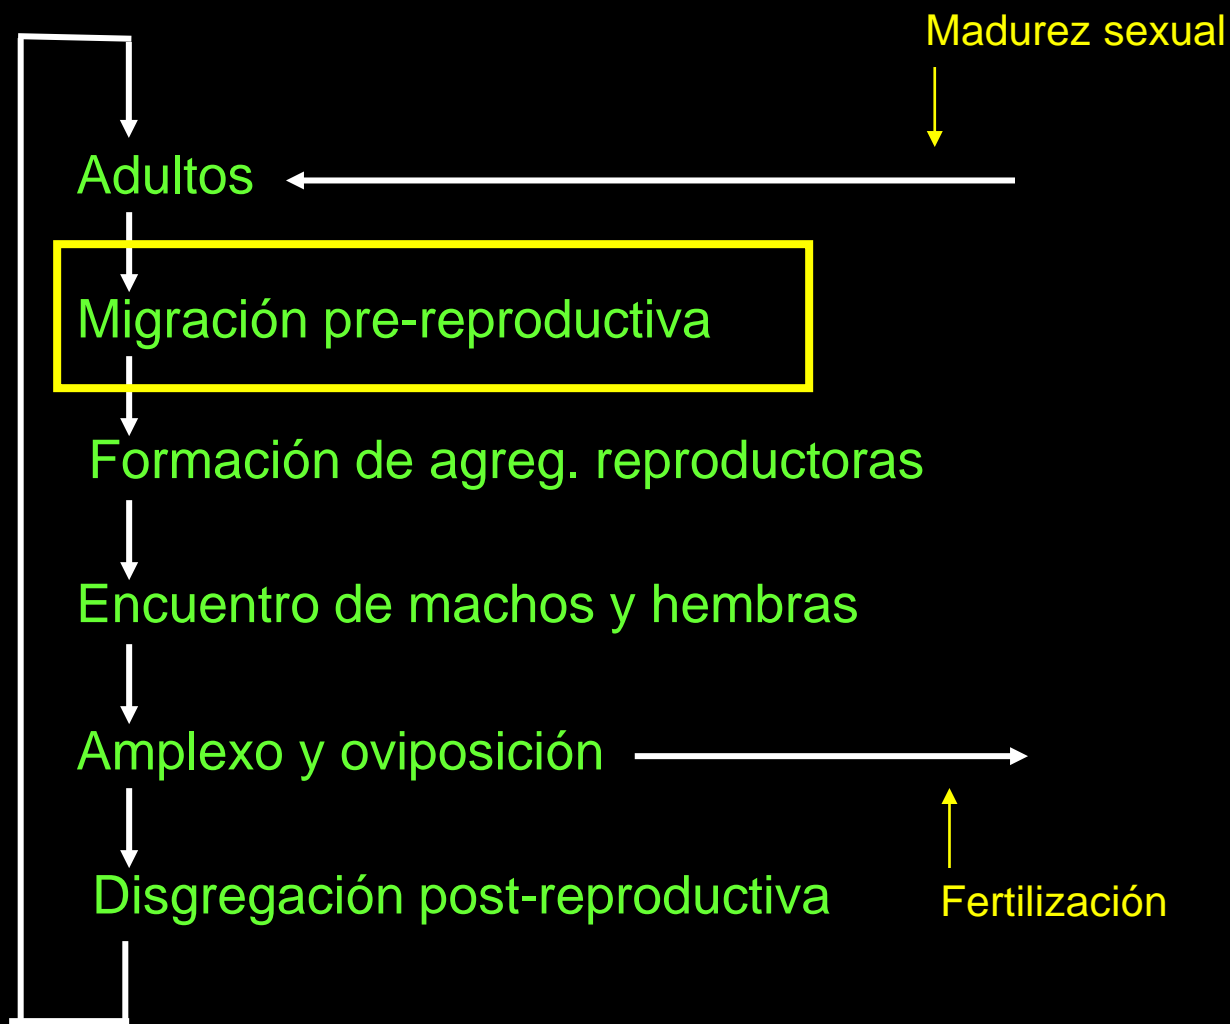 Madurez sexual
Adultos
Migración pre-reproductiva
Formación de agreg. reproductoras
Encuentro de machos y hembras
Amplexo y oviposición
Disgregación post-reproductiva
Fertilización